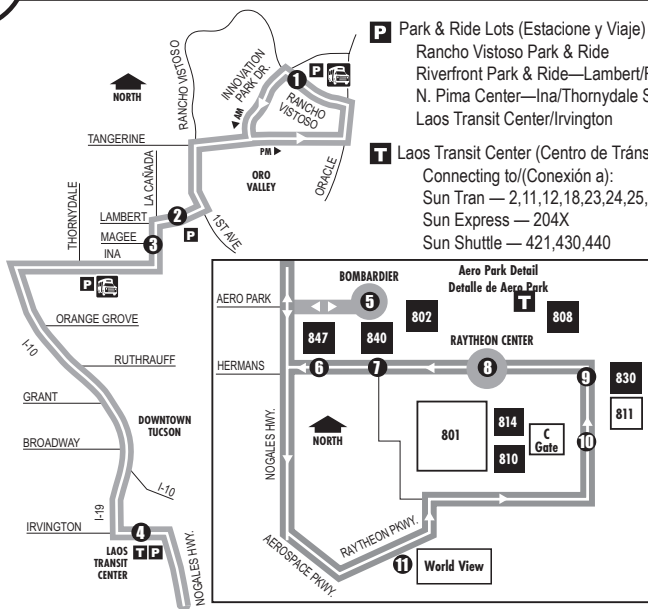 P Park & Ride Lots (Estacione y Viaje)
Rancho Vistoso Park & Ride
Riverfront Park & Ride—Lambert/
N. Pima Center—Ina/Thornydale
Laos Transit Center/Irvington
T Laos Transit Center (Centro de
Connecting to/(Conexión a):
Sun Tran — 2,11,12,18,23,24,25,
Sun Express — 204X
Sun Shuttle — 421,430,440
NORTH
RANCHO VISTOSO
INNOVATION
PARK DR.
1
P
RANCHO
VISTOSO
AM
PM
TANGERINE
ORO
VALLEY
ORACLE
LA CAÑADA
THORNYDALE
LAMBERT
2
P
1ST AVE
MAGEE
3
INA
P
ORANGE GROVE
I-10
RUTHRAUFF
GRANT
DOWNTOWN
TUCSON
BROADWAY
I-10
I-19
IRVINGTON
4
LAOS
TRANSIT
CENTER
T P
NOGALES HWY.
Aero Park Detail
Detalle de Aero Park
T
BOMBARDIER
AERO PARK
5
802
808
847
840
RAYTHEON CENTER
HERMANS
6
7
8
9
830
811
NOGALES HWY.
NORTH
801
814
810
C
Gate
10
RAYTHEON PKWY.
AEROSPACE PKWY.
11
World View